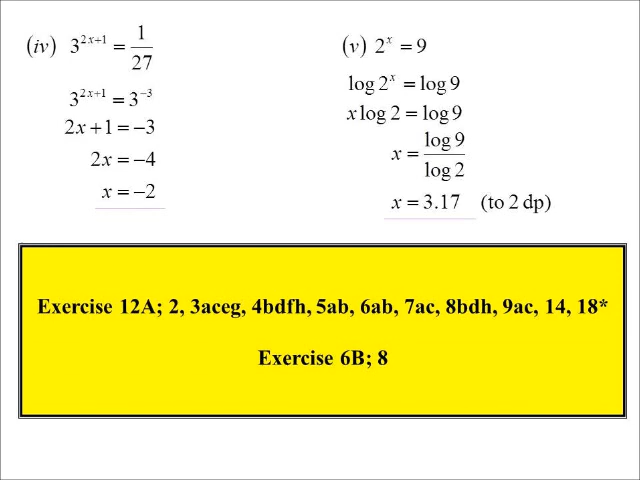 (iv) 3^{2x+1} = 1/27
3^{2x+1} = 3^{-3}
2x + 1 = -3
2x = -4
x = -2
(v) 2^x = 9
log 2^x = log 9
x log 2 = log 9
x = log 9 / log 2
x = 3.17 (to 2 dp)
Exercise 12A; 2, 3aceg, 4bdfh, 5ab, 6ab, 7ac, 8bdh, 9ac, 14, 18*
Exercise 6B; 8